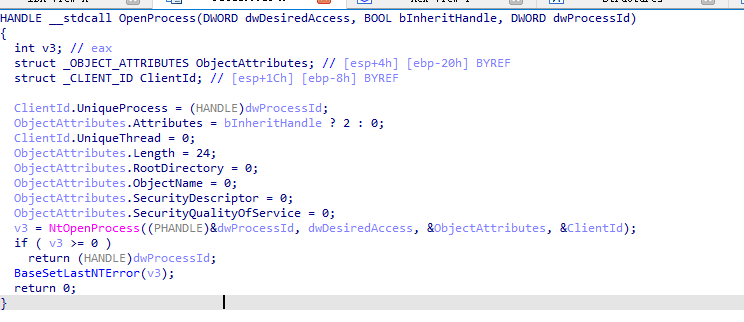 HANDLE __stdcall OpenProcess(DWORD dwDesiredAccess, BOOL bInheritHandle, DWORD dwProcessId)
{
  int v3; // eax
  struct _OBJECT_ATTRIBUTES ObjectAttributes; // [esp+4h] [ebp-20h] BYREF
  struct _CLIENT_ID ClientId; // [esp+1Ch] [ebp-8h] BYREF

  ClientId.UniqueProcess = (HANDLE)dwProcessId;
  ObjectAttributes.Attributes = bInheritHandle ? 2 : 0;
  ClientId.UniqueThread = 0;
  ObjectAttributes.Length = 24;
  ObjectAttributes.RootDirectory = 0;
  ObjectAttributes.ObjectName = 0;
  ObjectAttributes.SecurityDescriptor = 0;
  ObjectAttributes.SecurityQualityOfService = 0;
  v3 = NtOpenProcess((PHANDLE)&dwProcessId, dwDesiredAccess, &ObjectAttributes, &ClientId);
  if ( v3 >= 0 )
    return (HANDLE)dwProcessId;
  BaseSetLastNTError(v3);
  return 0;
}